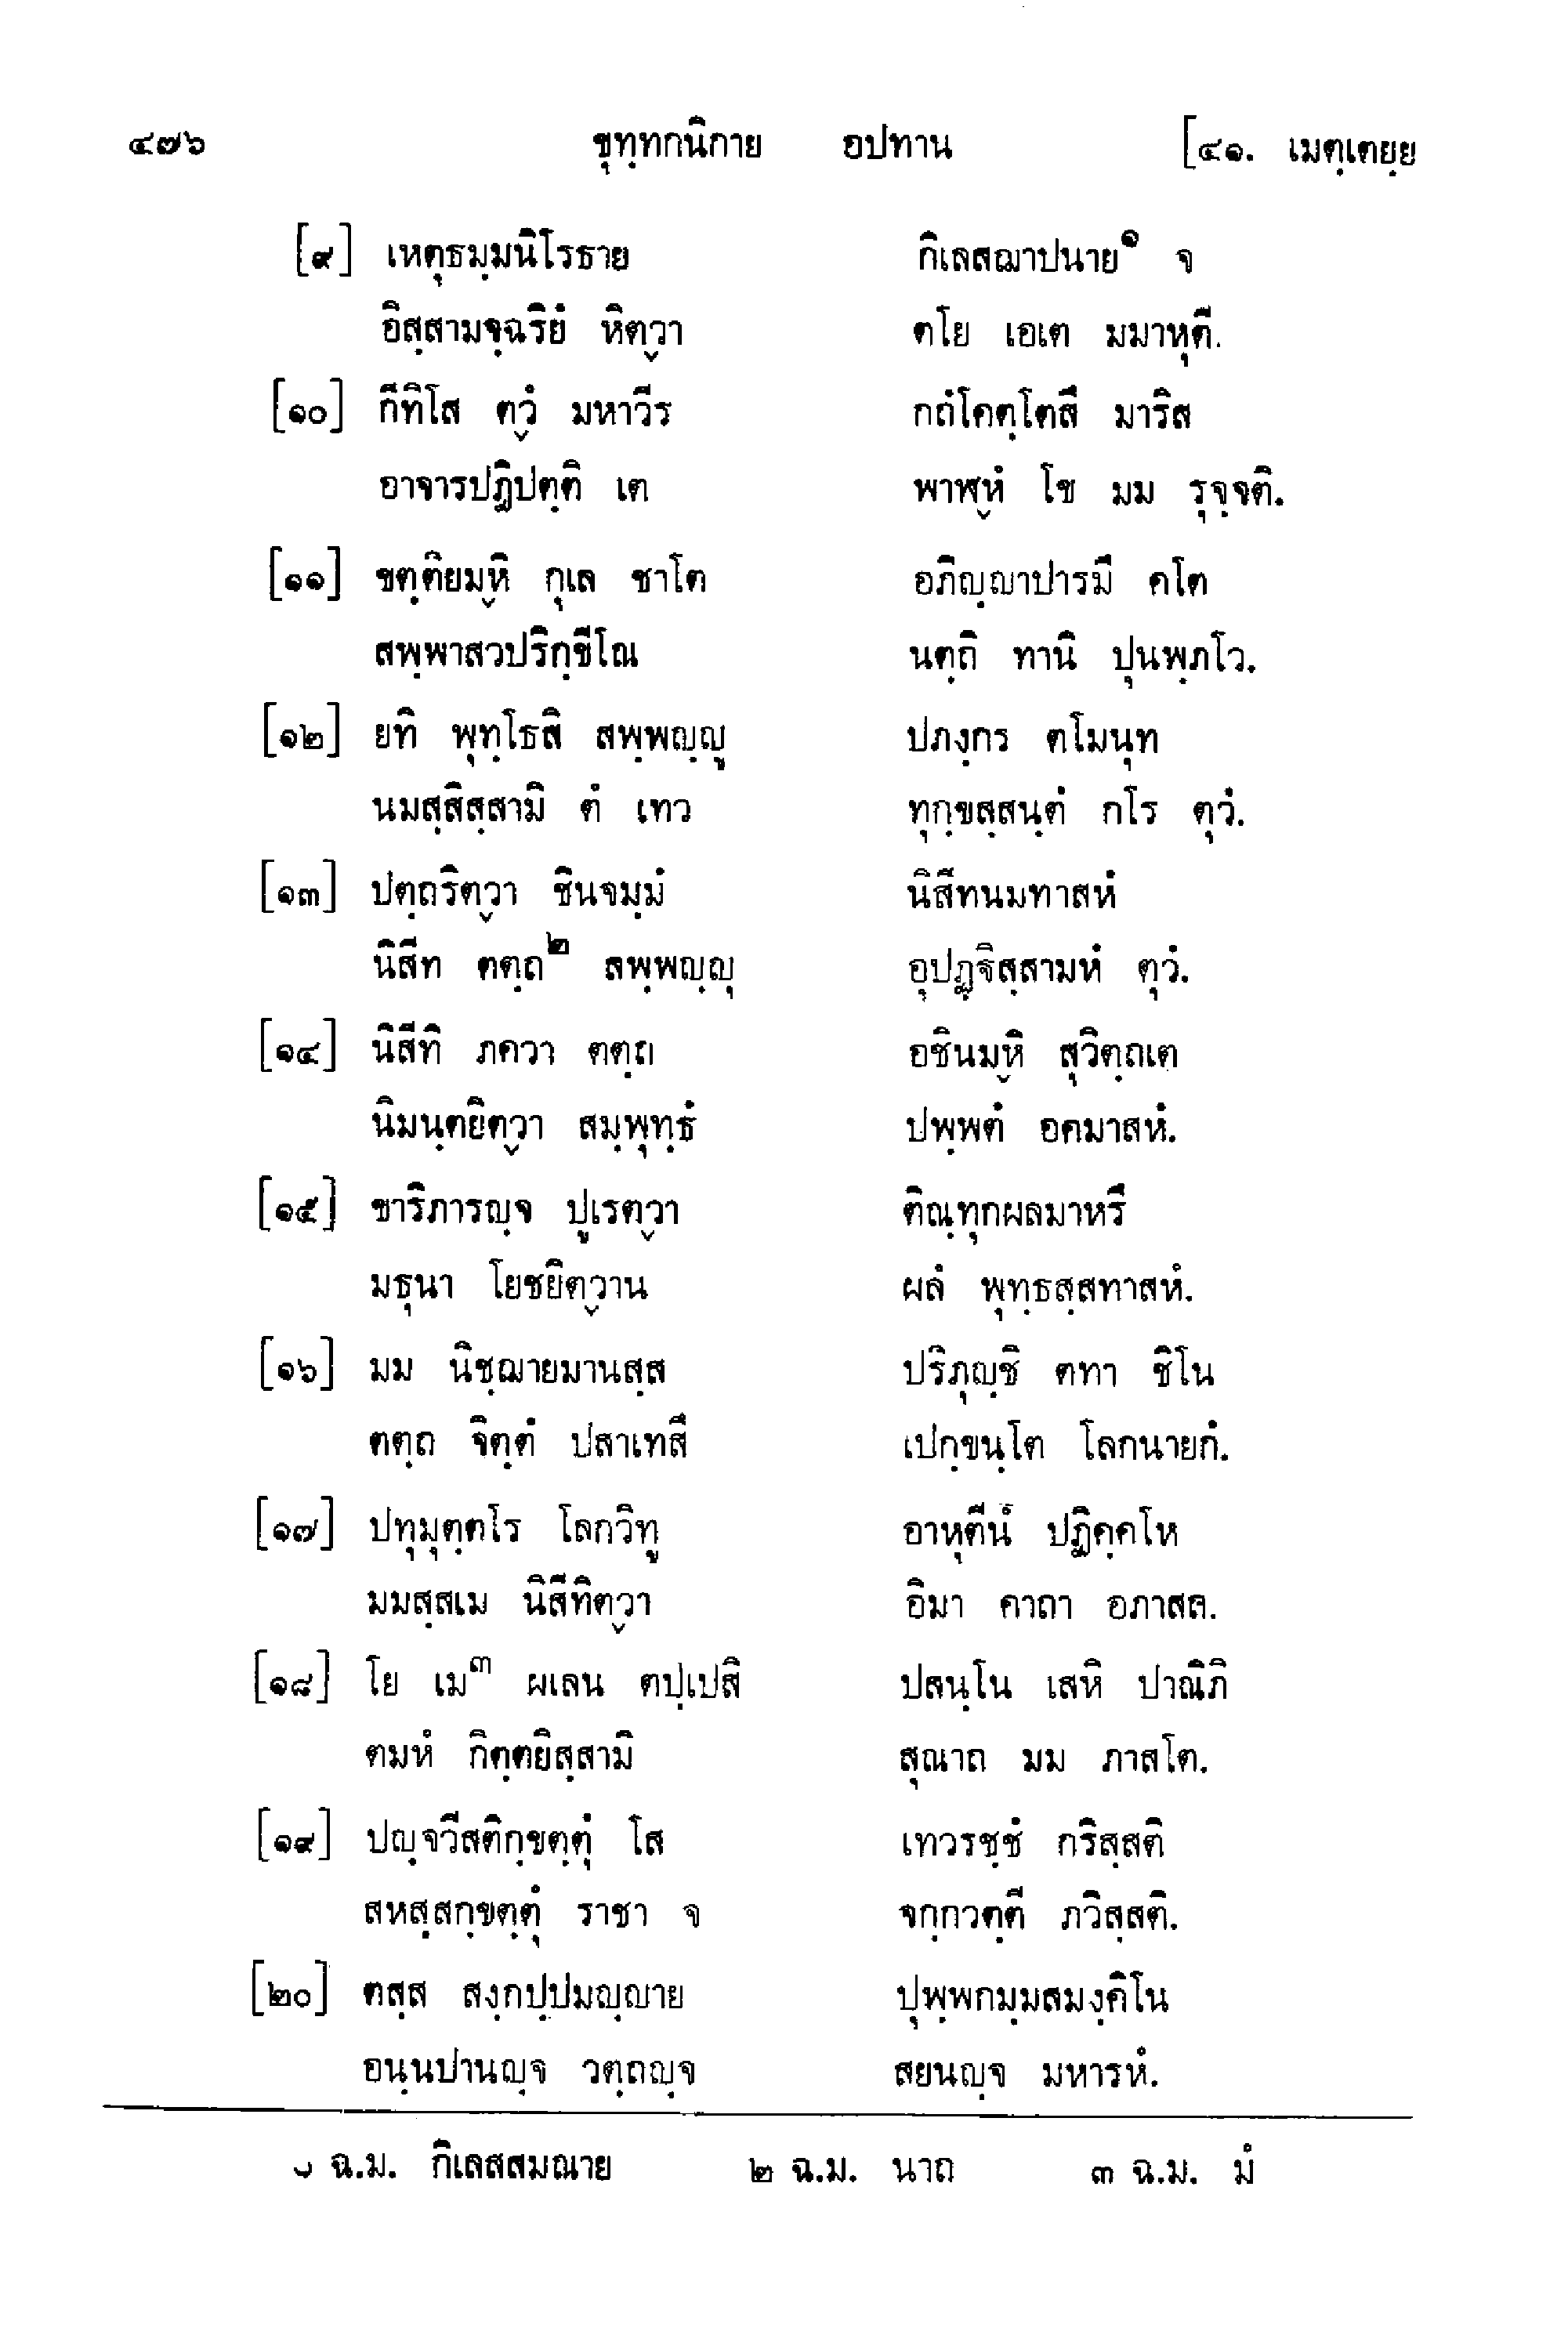 ๔๗๖ ขุทฺทกนิกาย อปทาน [๔๑. เมตฺเตยฺย
[๙] เหตุธมฺมนิโรธาย กิเลสฌาปนาย๑ จ
อิสฺสามจฺฉริยํ หิตฺวา ตโย เอเต มมาหุตี.
[๑๐] กีทิโส ตฺวํ มหาวีร กถํโคตฺโตสิ มาริส
อาจารปฏิปตฺติ เต พาฬฺหํ โข มม รุจฺจติ.
[๑๑] ขตฺติยมฺหิ กุเล ชาโต อภิญฺญาปารมึ คโต
สพฺพาสวปริกฺขีโณ นตฺถิ ทานิ ปุนพฺภโว.
[๑๒] ยทิ พุทฺโธสิ สพฺพญฺญู ปภงฺกร ตโมนุท
นมสฺสิสฺสามิ ตํ เทว ทุกฺขสฺสนฺตํ กโร ตุวํ.
[๑๓] ปตฺถริตฺวา ชินจมฺมํ นิสีทนมทาสหํ
นิสีท ตตฺถ๒ สพฺพญฺญุ อุปฏฺฐิสฺสามหํ ตุวํ.
[๑๔] นิสีทิ ภควา ตตฺถ อชินมฺหิ สุวิตฺถเต
นิมนฺตยิตฺวา สมฺพุทฺธํ ปพฺพตํ อคมาสหํ.
[๑๕] ขาริภารญฺจ ปูเรตฺวา ติณฺฑุกผลมาหรึ
มธุนา โยชยิตฺวาน ผลํ พุทฺธสฺสทาสหํ.
[๑๖] มม นิชฺฌายมานสฺส ปริภุญฺชิ ตทา ชิโน
ตตฺถ จิตฺตํ ปสาเทสึ เปกฺขนฺโต โลกนายกํ.
[๑๗] ปทุมุตฺตโร โลกวิทู อาหุตีนํ ปฏิคฺคโห
มมสฺสเม นิสีทิตฺวา อิมา คาถา อภาสถ.
[๑๘] โย เม๓ ผเลน ตปฺเปสิ ปสนฺโน เสหิ ปาณิภิ
ตมหํ กิตฺตยิสฺสามิ สุณาถ มม ภาสโต.
[๑๙] ปญฺจวีสติกฺขตฺตุํ โส เทวรชฺชํ กริสฺสติ
สหสฺสกฺขตฺตุํ ราชา จ จกฺกวตฺตี ภวิสฺสติ.
[๒๐] ตสฺส สงฺกปฺปมญฺญาย ปุพฺพกมฺมสมงฺคิโน
อนฺนปานญฺจ วตฺถญฺจ สยนญฺจ มหารหํ.
๑ ฉ.ม. กิเลสสมณาย ๒ ฉ.ม. นาถ ๓ ฉ.ม. มํ